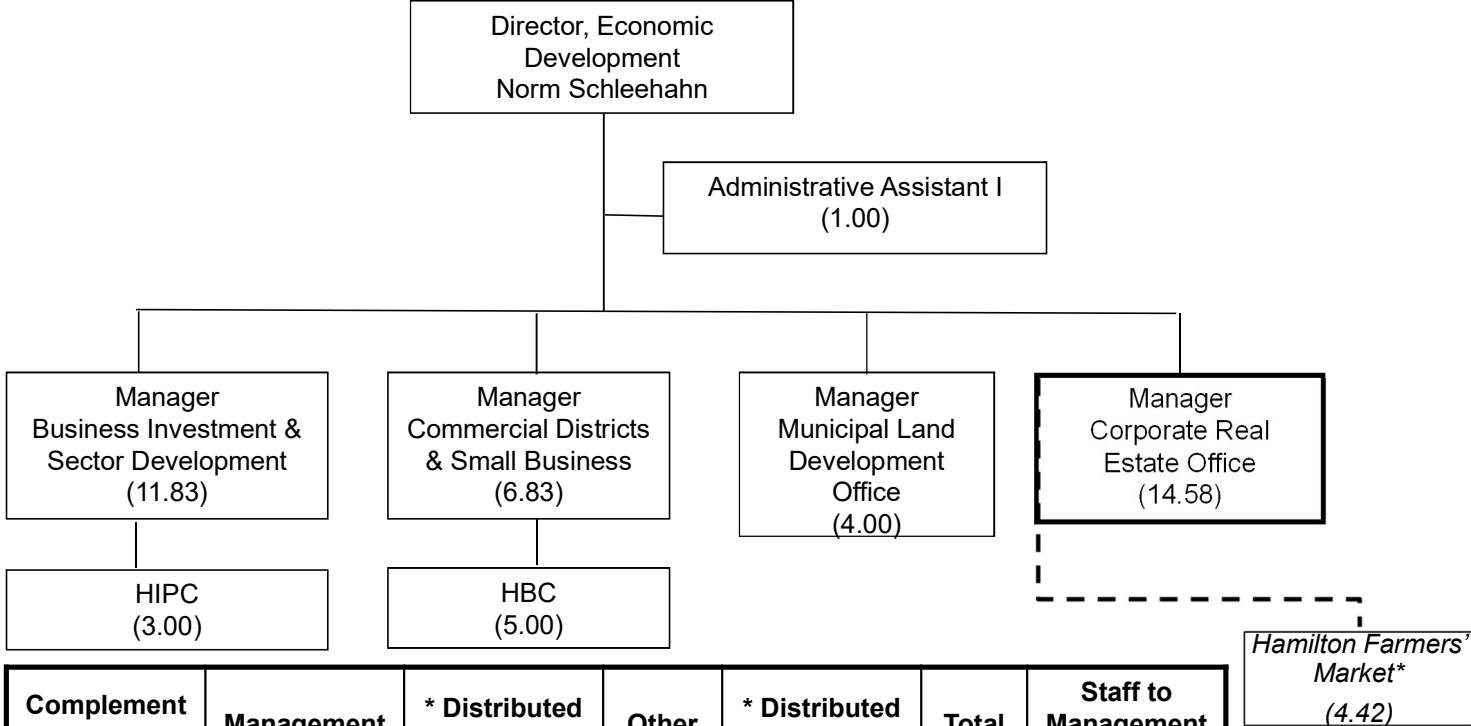 Director, Economic
Development
Norm Schleehahn
Administrative Assistant I
(1.00)
Manager
Business Investment &
Sector Development
(11.83)
Manager
Commercial Districts
& Small Business
(6.83)
Manager
Municipal Land
Development
Office
(4.00)
Manager
Corporate Real
Estate Office
(14.58)
HIPC
(3.00)
HBC
(5.00)
Hamilton Farmers'
Market*
(4.42)
Complement
Management
* Distributed
Other
* Distributed
Total
Staff to
Management